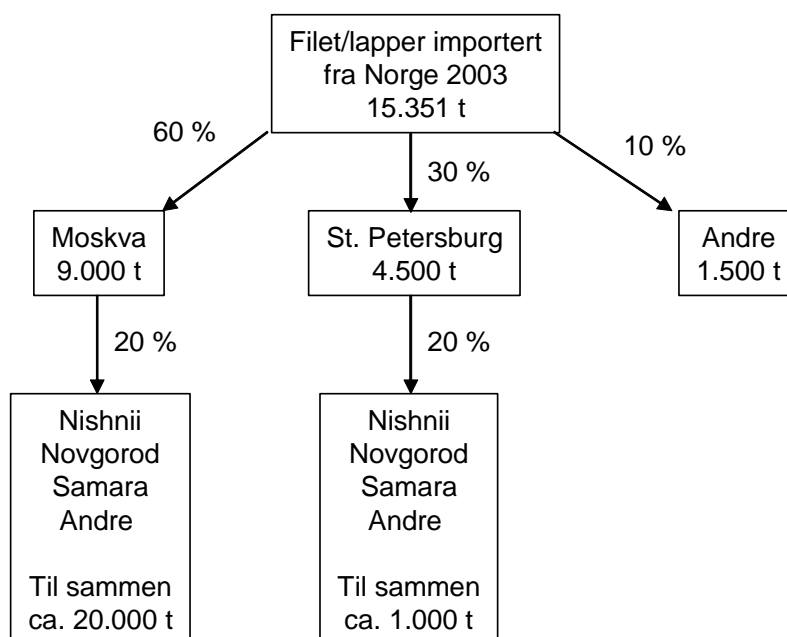 Filet/lapper importert
fra Norge 2003
15.351 t
60 %
30 %
10 %
Moskva
9.000 t
St. Petersburg
4.500 t
Andre
1.500 t
20 %
20 %
Nishnii
Novgorod
Samara
Andre
Til sammen
ca. 20.000 t
Nishnii
Novgorod
Samara
Andre
Til sammen
ca. 1.000 t